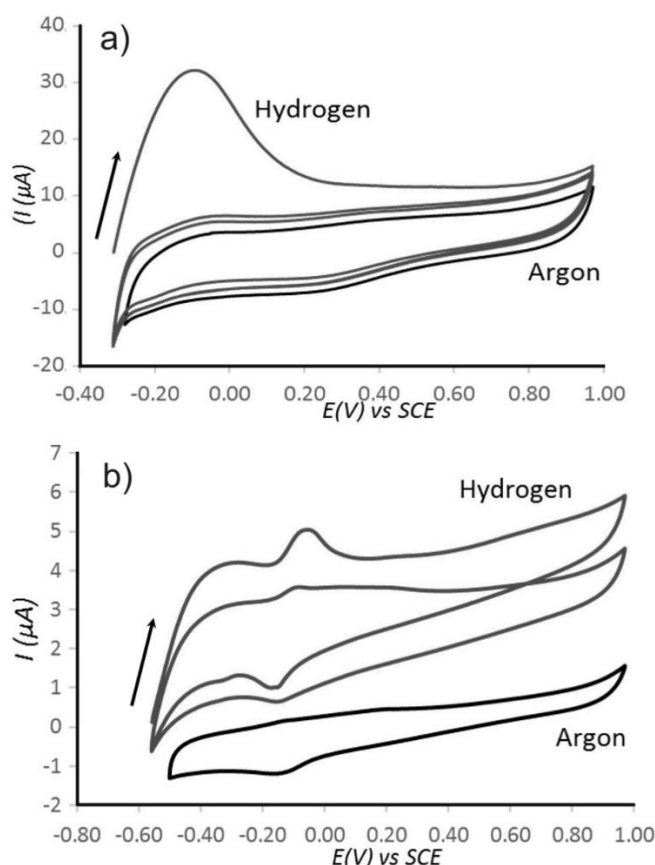 a)
40
30
20
10
0
-10
-20
(I (μA)
Hydrogen
Argon
-0.40 -0.20 0.00 0.20 0.40 0.60 0.80 1.00
E(V) vs SCE
b)
7
6
5
4
3
2
1
0
-1
-2
I (μA)
Hydrogen
Argon
-0.80 -0.60 -0.40 -0.20 0.00 0.20 0.40 0.60 0.80 1.00
E(V) vs SCE